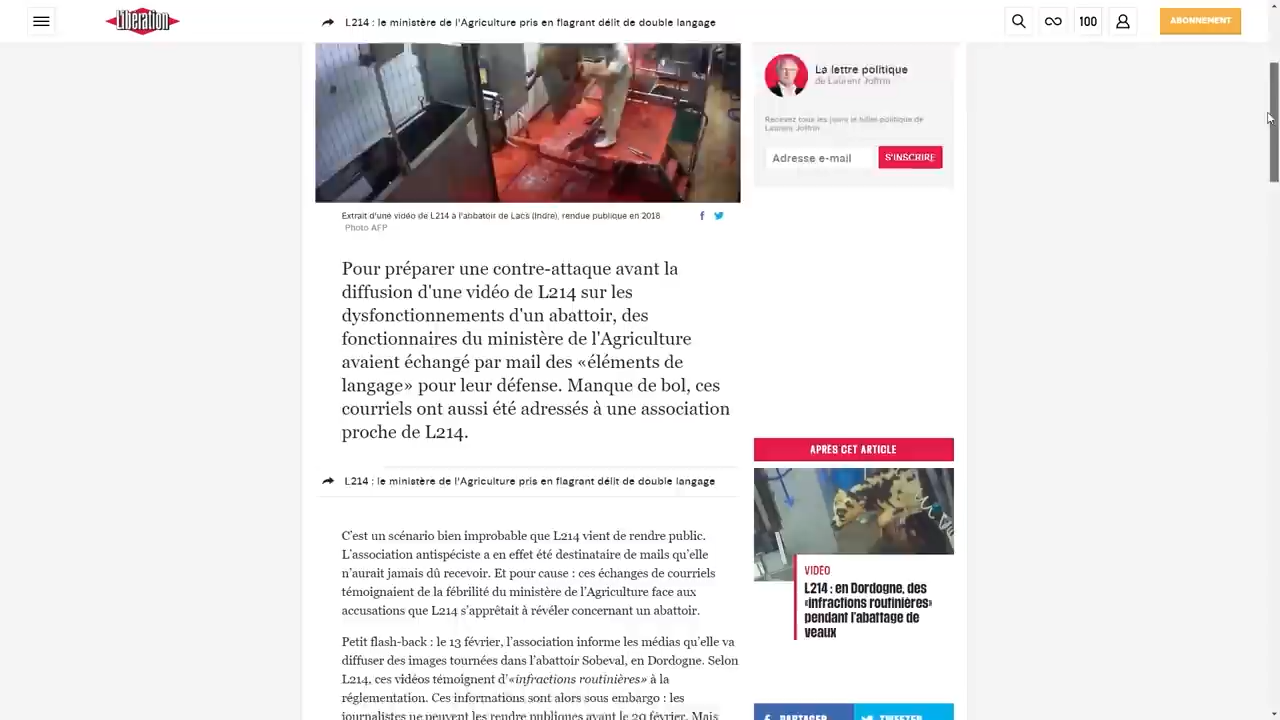 Libération
L214 : le ministère de l'Agriculture pris en flagrant délit de double langage
100
ABONNEMENT
La lettre politique
de Laurent Joffrin
Recevez tous les jours le billet politique de
Laurent Joffrin
Adresse e-mail
S'INSCRIRE
Extrait d'une vidéo de L214 à l'abbatoir de Lacs (Indre), rendue publique en 2018
Photo AFP
Pour préparer une contre-attaque avant la
diffusion d'une vidéo de L214 sur les
dysfonctionnements d'un abattoir, des
fonctionnaires du ministère de l'Agriculture
avaient échangé par mail des «éléments de
langage» pour leur défense. Manque de bol, ces
courriels ont aussi été adressés à une association
proche de L214.
L214 : le ministère de l'Agriculture pris en flagrant délit de double langage
C'est un scénario bien improbable que L214 vient de rendre public.
L'association antispéciste a en effet été destinataire de mails qu'elle
n'aurait jamais dû recevoir. Et pour cause : ces échanges de courriels
témoignaient de la fébrilité du ministère de l'Agriculture face aux
accusations que L214 s'apprêtait à révéler concernant un abattoir.
Petit flash-back : le 13 février, l'association informe les médias qu'elle va
diffuser des images tournées dans l'abattoir Sobeval, en Dordogne. Selon
L214, ces vidéos témoignent d'«infractions routinières» à la
réglementation. Ces informations sont alors sous embargo : les
journalistes ne peuvent les rendre publiques avant le 20 février. Mais
APRÈS CET ARTICLE
VIDEO
L214 : en Dordogne, des
«infractions routinières»
pendant l'abattage de
veaux
PARTAGER
TWEETER